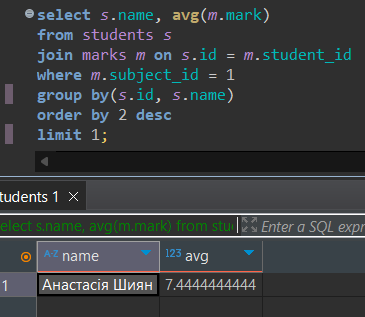 select s.name, avg(m.mark)
from students s
join marks m on s.id = m.student_id
where m.subject_id = 1
group by(s.id, s.name)
order by 2 desc
limit 1;
tudents 1
elect s.name, avg(m.mark) from stu
Enter a SQL expr
A-Z name
123 avg
1
Анастасія Шиян
7.4444444444